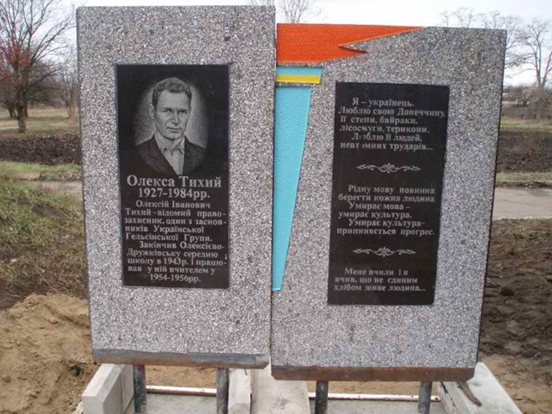 Олекса Тихий
1927-1984рр.
Олексій Іванович
Тихий-відомий право-
захисник, один з засно-
вників Української
Гельсінської Групи.
Закінчив Олексієво-
Дружківську середню
школу в 1943р. і працю-
вав у ній вчителем у
1954-1956рр.
Я – українець.
Люблю свою Донеччину,
її степи, байраки,
лісосмуги, терикони.
Люблю її людей,
невтомних трударів...
Рідну мову повинна
берегти кожна людина
Умирає мова –
умирає культура.
Умирає культура-
припиняється прогрес.
Мене вчили і я
вчив, що не єдиним
хлібом живе людина...